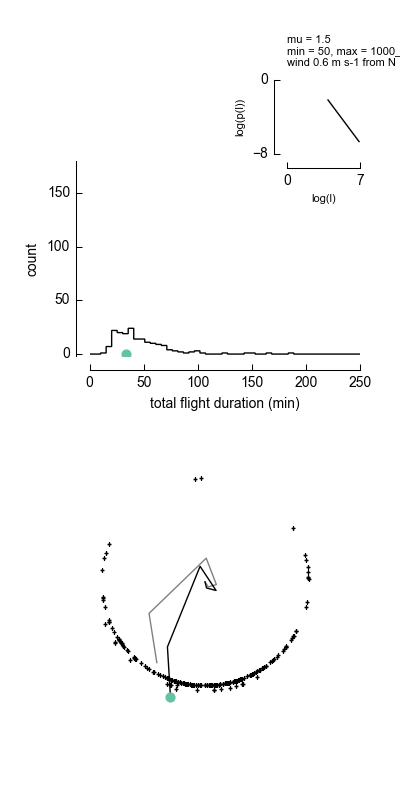 mu = 1.5
min = 50, max = 1000_
wind 0.6 m s-1 from N
0
log(p(l))
−8
0 7
log(l)
150
100
50
0
count
0 50 100 150 200 250
total flight duration (min)